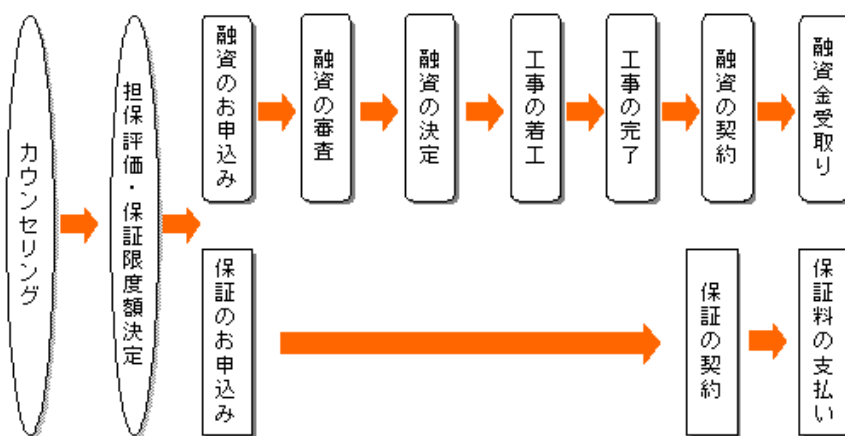 カウンセリング
担保評価・保証限度額決定
融資のお申込み
融資の審査
融資の決定
工事の着工
工事の完了
融資の契約
融資金受取り
保証のお申込み
保証の契約
保証料の支払い